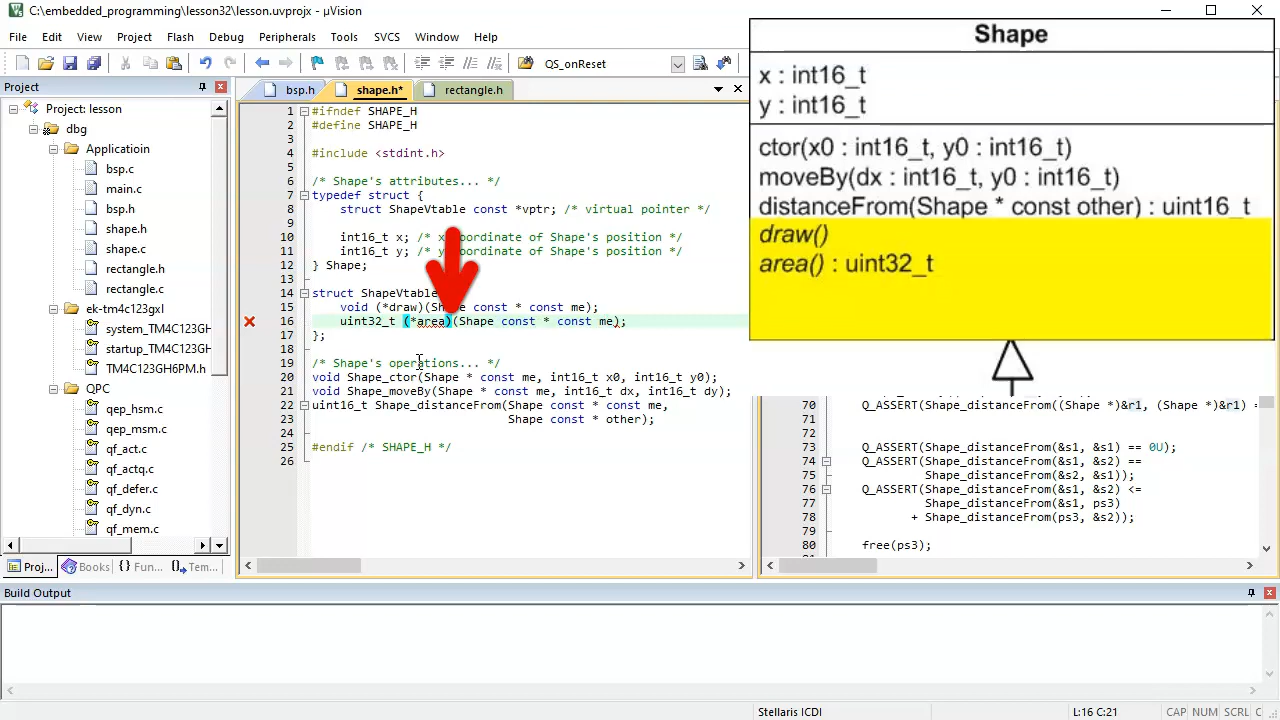 C:\embedded_programming\lesson32\lesson.uvprojx - µVision
File Edit View Project Flash Debug Peripherals Tools SVCS Window Help
QS_onReset
Project
Project: lesson
dbg
Applicatioin
bsp.c
main.c
bsp.h
shape.h
shape.c
rectangle.h
rectangle.c
ek-tm4c123gxl
system_TM4C123GH
startup_TM4C123GH
TM4C123GH6PM.h
QPC
qep_hsm.c
qep_msm.c
qf_act.c
qf_actq.c
qf_defer.c
qf_dyn.c
qf_mem.c
Proj... Books {} Fun... Tem...
bsp.h shape.h* rectangle.h
1 #ifndef SHAPE_H
2 #define SHAPE_H
3
4 #include <stdint.h>
5
6 /* Shape's attributes... */
7 typedef struct {
8 struct ShapeVtable const *vptr; /* virtual pointer */
9
10 int16_t x; /* x coordinate of Shape's position */
11 int16_t y; /* y coordinate of Shape's position */
12 } Shape;
13
14 struct ShapeVtable
15 void (*draw)(Shape const * const me);
16 uint32_t (*area)(Shape const * const me);
17 };
18
19 /* Shape's operations... */
20 void Shape_ctor(Shape * const me, int16_t x0, int16_t y0);
21 void Shape_moveBy(Shape * const me, int16_t dx, int16_t dy);
22 uint16_t Shape_distanceFrom(Shape const * const me,
23 Shape const * other);
24
25 #endif /* SHAPE_H */
26
Shape
x : int16_t
y : int16_t
ctor(x0 : int16_t, y0 : int16_t)
moveBy(dx : int16_t, y0 : int16_t)
distanceFrom(Shape * const other) : uint16_t
draw()
area() : uint32_t
70 Q_ASSERT(Shape_distanceFrom((Shape *)&r1, (Shape *)&r1) =
71
72
73 Q_ASSERT(Shape_distanceFrom(&s1, &s1) == 0U);
74 Q_ASSERT(Shape_distanceFrom(&s1, &s2) ==
75 Shape_distanceFrom(&s2, &s1));
76 Q_ASSERT(Shape_distanceFrom(&s1, &s2) <=
77 Shape_distanceFrom(&s1, ps3)
78 + Shape_distanceFrom(ps3, &s2));
79
80 free(ps3);
Build Output
Stellaris ICDI L:16 C:21 CAP NUM SCRL